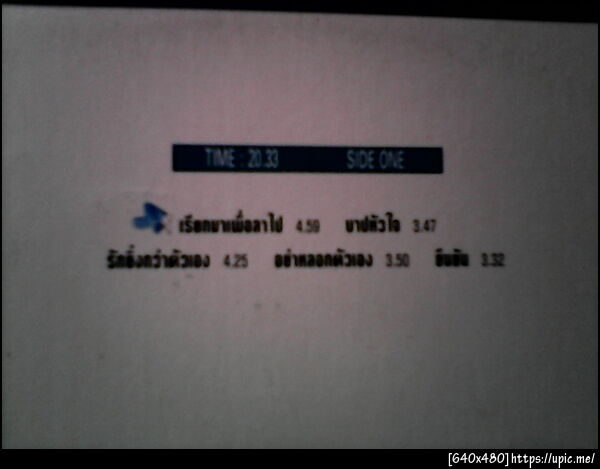 TIME : 20.33 SIDE ONE
เรียกมาเพื่อลาไป 4.59 บาปหัวใจ 3.47
รักยิ่งกว่าตัวเอง 4.25 อย่าหลอกตัวเอง 3.50 ยืนยัน 3.32
[640x480]https://upic.me/